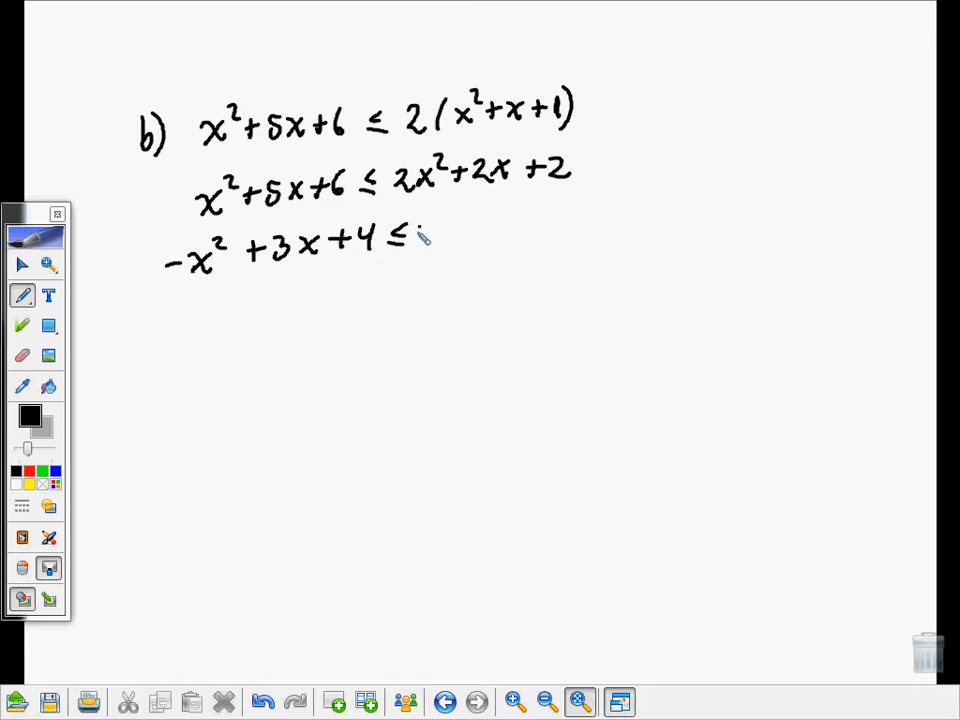 b) x²+5x+6 ≤ 2(x²+x+1)
x²+5x+6 ≤ 2x²+2x+2
-x²+3x+4 ≤